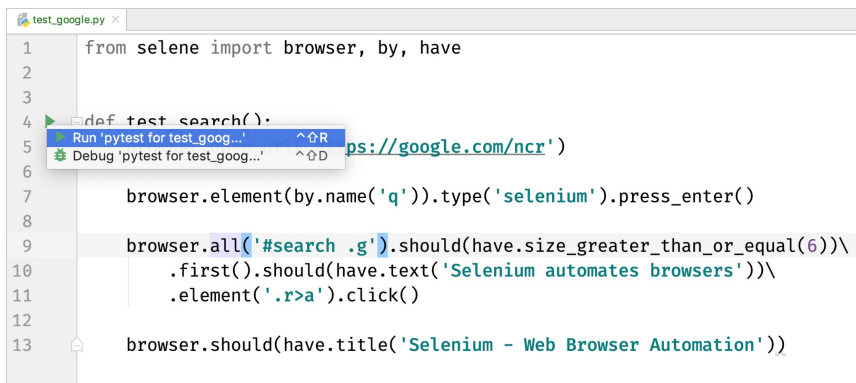 test_google.py
1 from selene import browser, by, have
2
3
4 def test_search():
Run 'pytest for test_goog...' ^⇧R
5 ps://google.com/ncr')
Debug 'pytest for test_goog...' ^⇧D
6
7 browser.element(by.name('q')).type('selenium').press_enter()
8
9 browser.all('#search .g').should(have.size_greater_than_or_equal(6))\
10 .first().should(have.text('Selenium automates browsers'))\
11 .element('.r>a').click()
12
13 browser.should(have.title('Selenium - Web Browser Automation'))